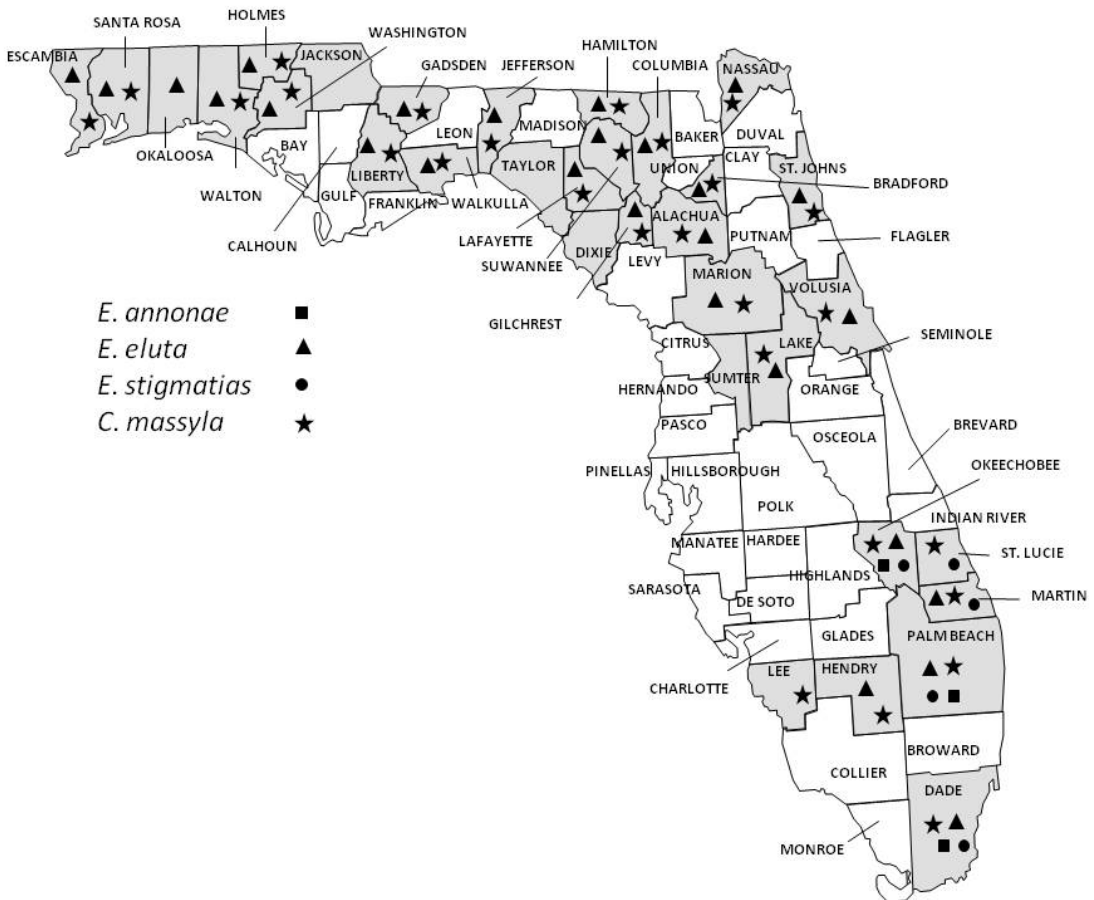 HOLMES
SANTA ROSA
WASHINGTON
ESCAMBIA
JACKSON
GADSDEN
JEFFERSON
HAMILTON
COLUMBIA
NASSAU
OKALOOSA
BAY
LEON
MADISON
BAKER
DUVAL
WALTON
GULF
LIBERTY
FRANKLIN
WALKULLA
TAYLOR
UNION
CLAY
ST. JOHNS
BRADFORD
CALHOUN
LAFAYETTE
SUWANNEE
DIXIE
ALACHUA
PUTNAM
FLAGLER
LEVY
GILCHREST
MARION
VOLUSIA
SEMINOLE
CITRUS
LAKE
HERNANDO
SUMTER
ORANGE
PASCO
OSCEOLA
BREVARD
PINELLAS
HILLSBOROUGH
OKEECHOBEE
POLK
INDIAN RIVER
MANATEE
HARDEE
ST. LUCIE
HIGHLANDS
SARASOTA
DE SOTO
MARTIN
GLADES
PALM BEACH
CHARLOTTE
LEE
HENDRY
BROWARD
COLLIER
DADE
MONROE
E. annonae
E. eluta
E. stigmatias
C. massyla